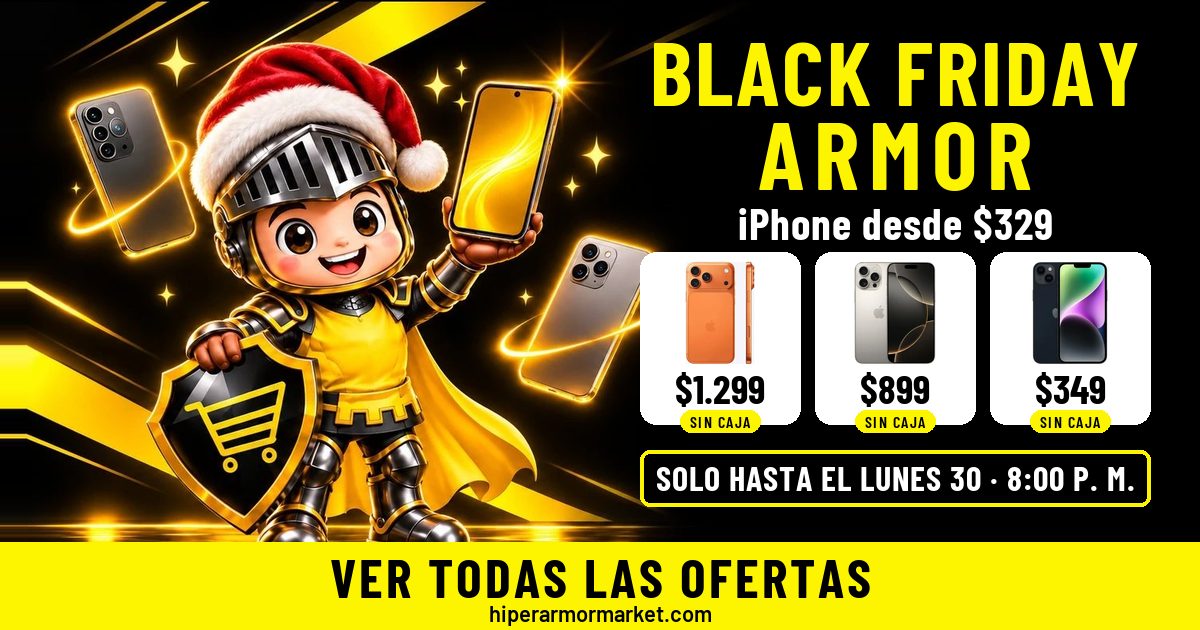 BLACK FRIDAY
ARMOR
iPhone desde $329
$1.299
SIN CAJA
$899
SIN CAJA
$349
SIN CAJA
SOLO HASTA EL LUNES 30 · 8:00 P. M.
VER TODAS LAS OFERTAS
hiperarmormarket.com